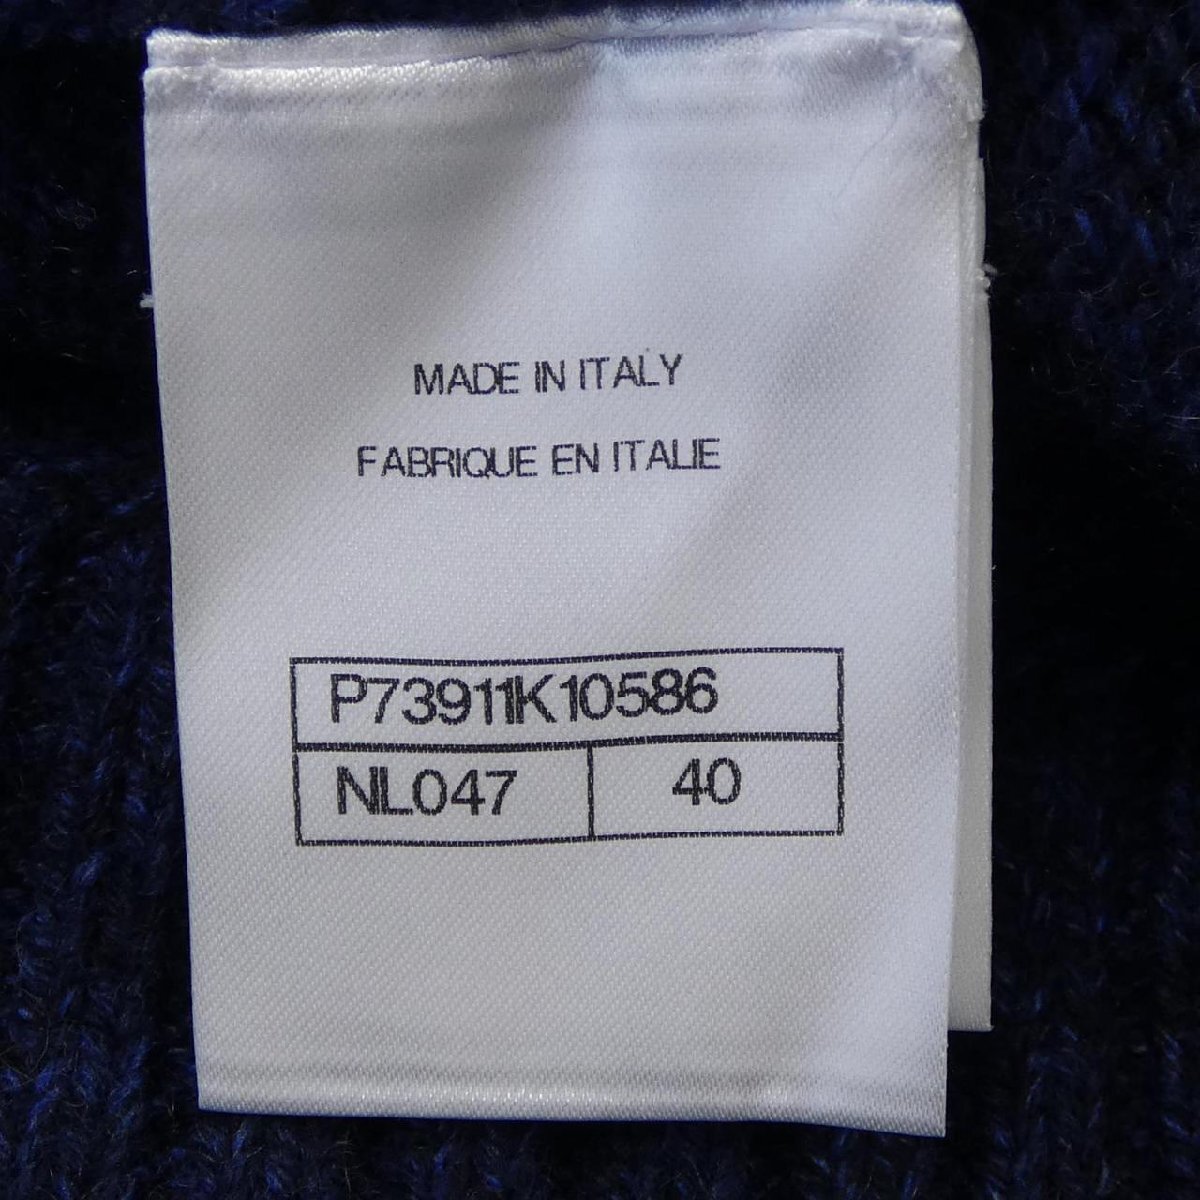 MADE IN ITALY
FABRIQUE EN ITALIE
P73911K10586
NL047 40